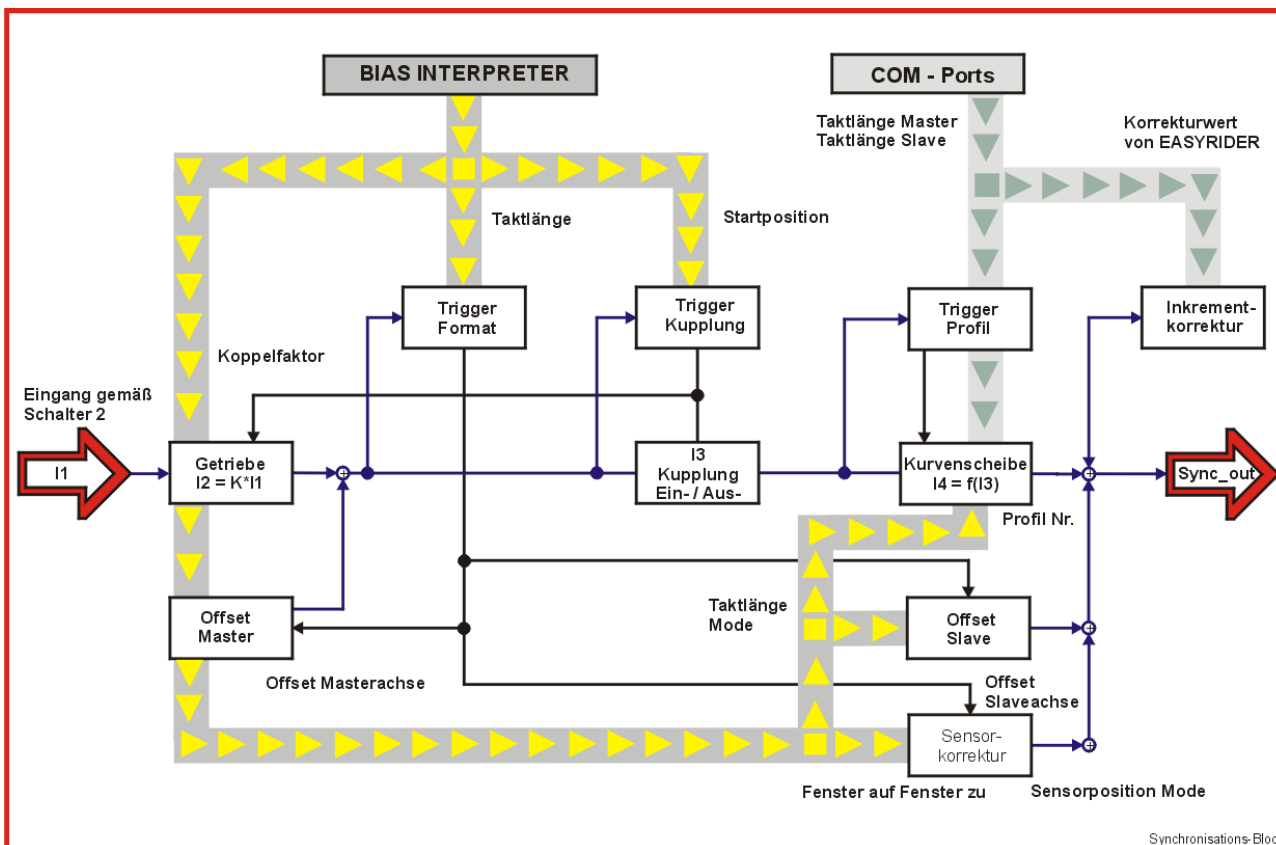 BIAS INTERPRETER
COM - Ports
Taktlänge Master
Taktlänge Slave
Korrekturwert
von EASYRIDER
Taktlänge
Startposition
Trigger
Format
Trigger
Kupplung
Trigger
Profil
Inkrement-
korrektur
Koppelfaktor
Eingang gemäß
Schalter 2
I1
Getriebe
I2 = K*I1
+
I3
Kupplung
Ein- / Aus-
Kurvenscheibe
I4 = f(I3)
+
Sync_out
Profil Nr.
Offset
Master
Taktlänge
Mode
Offset
Slave
+
Offset Masterachse
Offset
Slaveachse
Sensor-
korrektur
+
Fenster auf Fenster zu
Sensorposition Mode
Synchronisations-Bloc